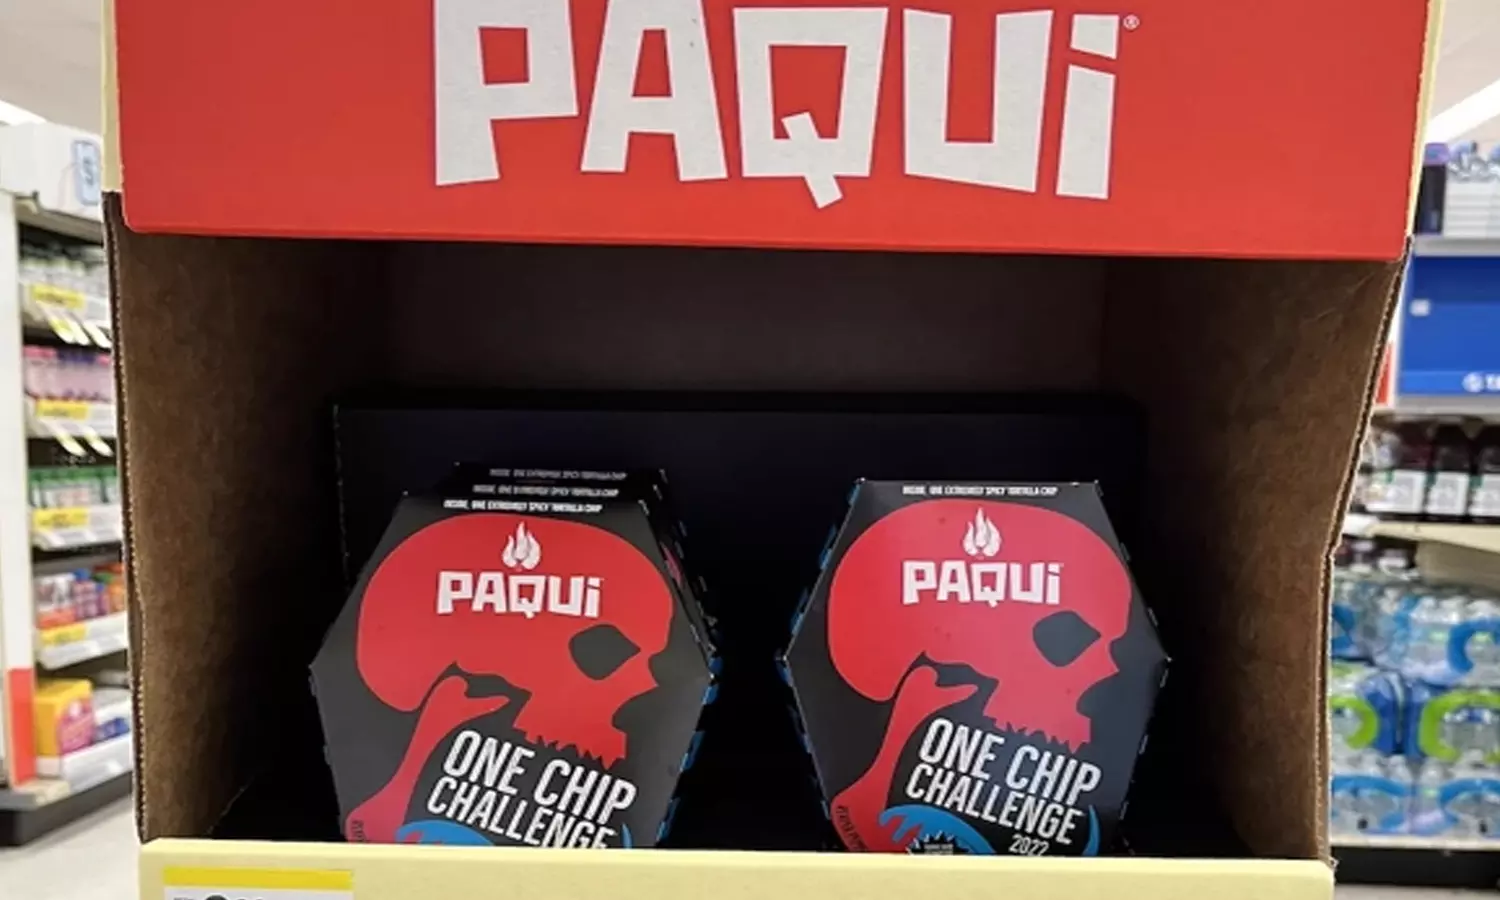 PAQUI®
INSIDE: ONE EXTREMELY SPICY TORTILLA CHIP
PAQUI
ONE CHIP
CHALLENGE
INSIDE: ONE EXTREMELY SPICY TORTILLA CHIP
PAQUI
ONE CHIP
CHALLENGE
2022